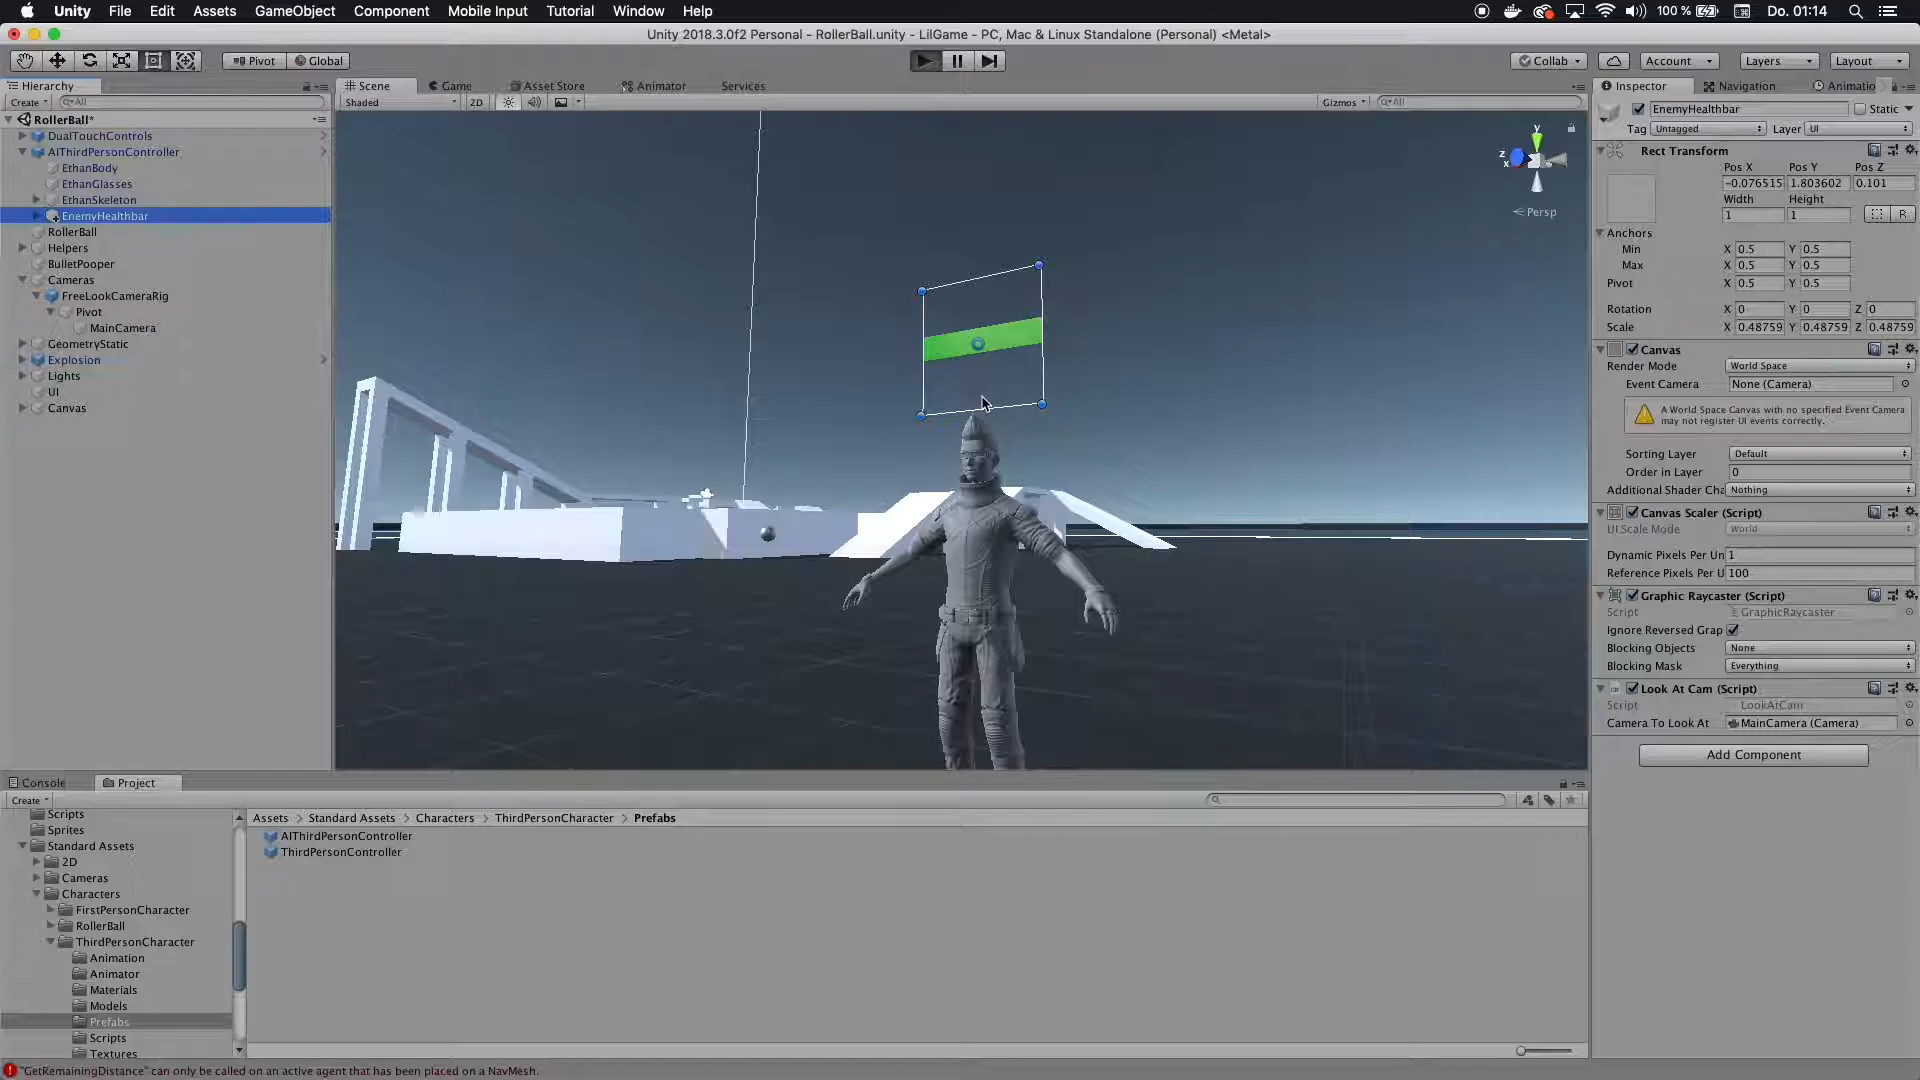 Unity File Edit Assets GameObject Component Mobile Input Tutorial Window Help 100 % Do. 01:14
Unity 2018.3.0f2 Personal - RollerBall.unity - LilGame - PC, Mac & Linux Standalone (Personal) <Metal>
Pivot Global Collab Account Layers Layout
Hierarchy
Create All
RollerBall*
DualTouchControls
AIThirdPersonController
EthanBody
EthanGlasses
EthanSkeleton
EnemyHealthbar
RollerBall
Helpers
BulletPooper
Cameras
FreeLookCameraRig
Pivot
MainCamera
GeometryStatic
Explosion
Lights
UI
Canvas
Scene Game Asset Store Animator Services
Shaded 2D Gizmos All
y
z
x
Persp
Inspector Navigation Animatio
EnemyHealthbar Static
Tag Untagged Layer UI
Rect Transform
Pos X Pos Y Pos Z
-0.076515 1.803602 0.101
Width Height
1 1 R
Anchors
Min X 0.5 Y 0.5
Max X 0.5 Y 0.5
Pivot X 0.5 Y 0.5
Rotation X 0 Y 0 Z 0
Scale X 0.48759 Y 0.48759 Z 0.48759
Canvas
Render Mode World Space
Event Camera None (Camera)
A World Space Canvas with no specified Event Camera
may not register UI events correctly.
Sorting Layer Default
Order in Layer 0
Additional Shader Cha Nothing
Canvas Scaler (Script)
UI Scale Mode World
Dynamic Pixels Per Un 1
Reference Pixels Per U 100
Graphic Raycaster (Script)
Script GraphicRaycaster
Ignore Reversed Grap
Blocking Objects None
Blocking Mask Everything
Look At Cam (Script)
Script LookAtCam
Camera To Look At MainCamera (Camera)
Add Component
Console Project
Create
Scripts
Sprites
Standard Assets
2D
Cameras
Characters
FirstPersonCharacter
RollerBall
ThirdPersonCharacter
Animation
Animator
Materials
Models
Prefabs
Scripts
Textures
Assets > Standard Assets > Characters > ThirdPersonCharacter > Prefabs
AIThirdPersonController
ThirdPersonController
"GetRemainingDistance" can only be called on an active agent that has been placed on a NavMesh.